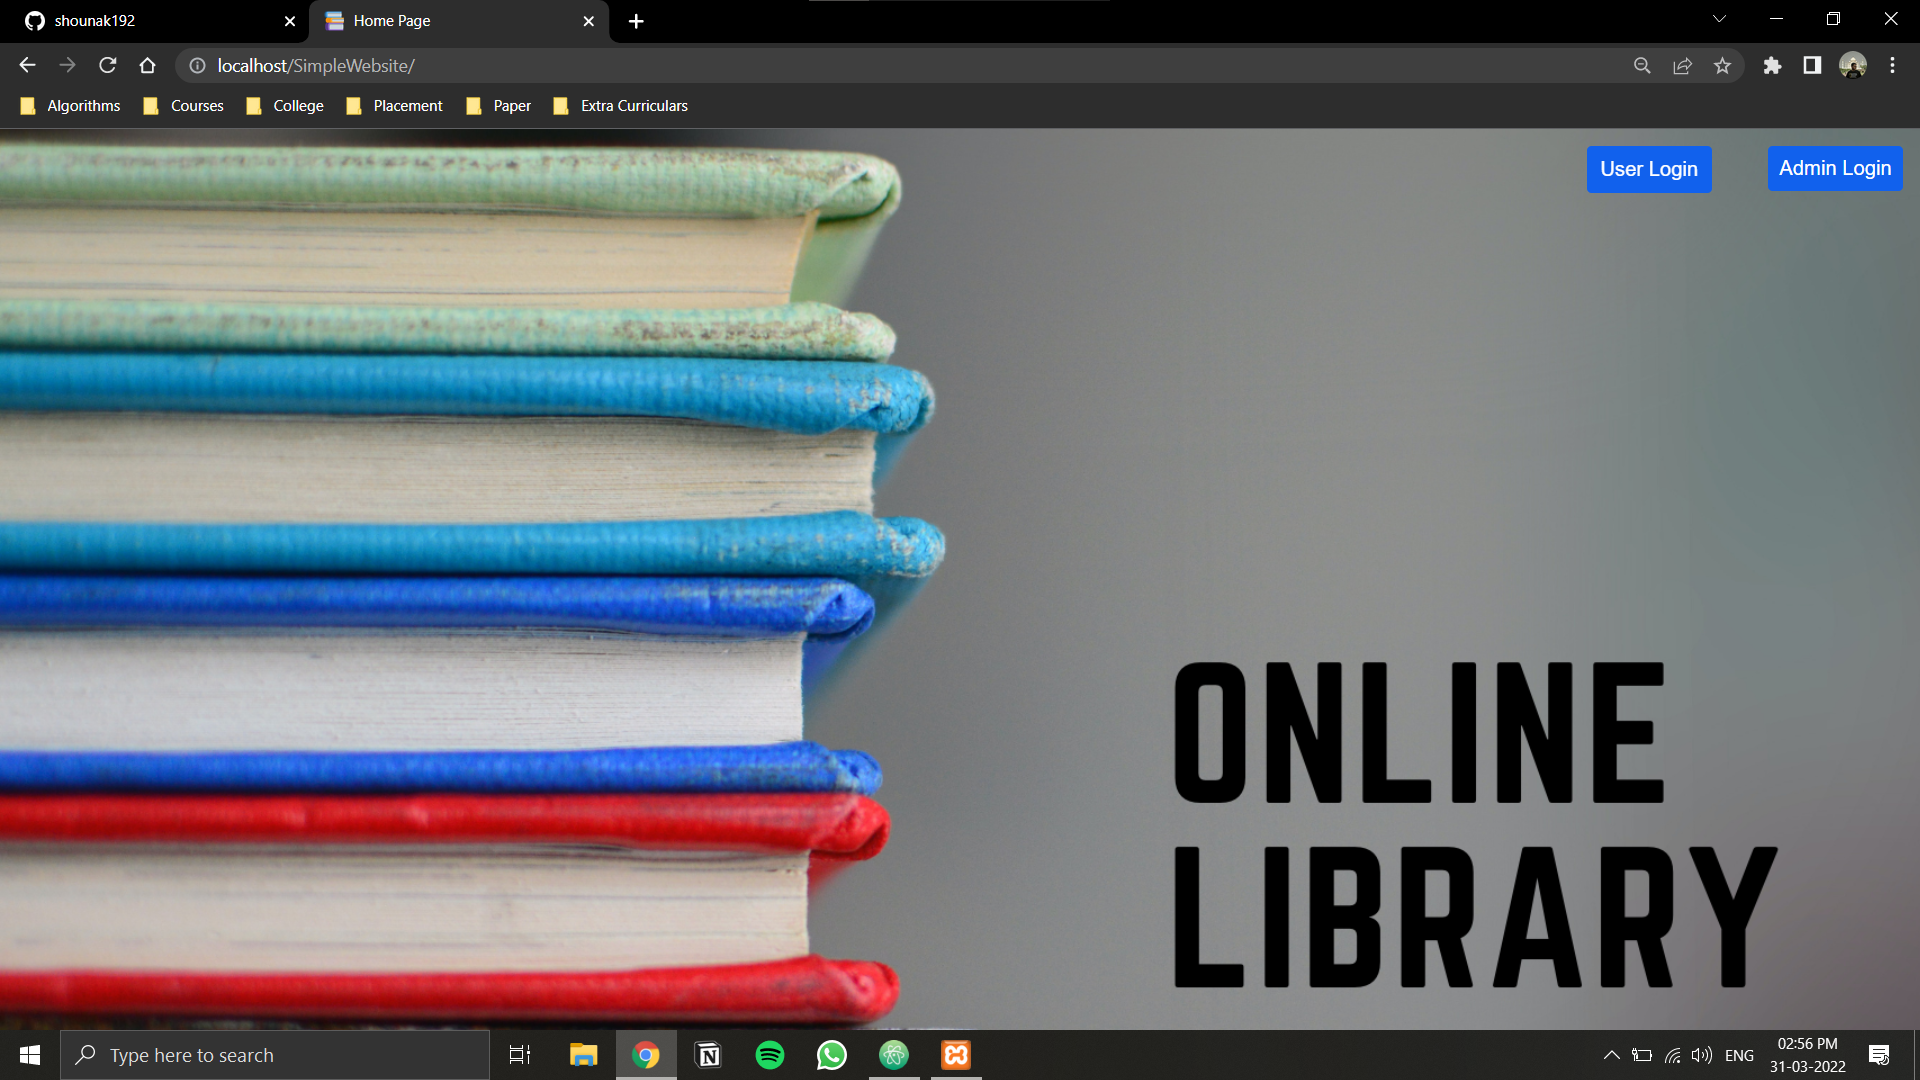 shounak192
Home Page
localhost/SimpleWebsite/
Algorithms
Courses
College
Placement
Paper
Extra Curriculars
User Login
Admin Login
ONLINE
LIBRARY
Type here to search
ENG
02:56 PM
31-03-2022